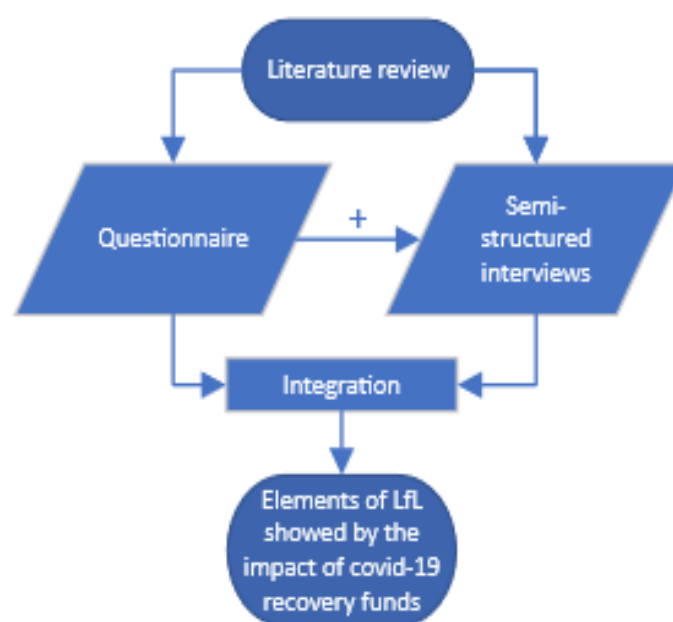 Literature review
Questionnaire
+
Semi-
structured
interviews
Integration
Elements of LfL
showed by the
impact of covid-19
recovery funds